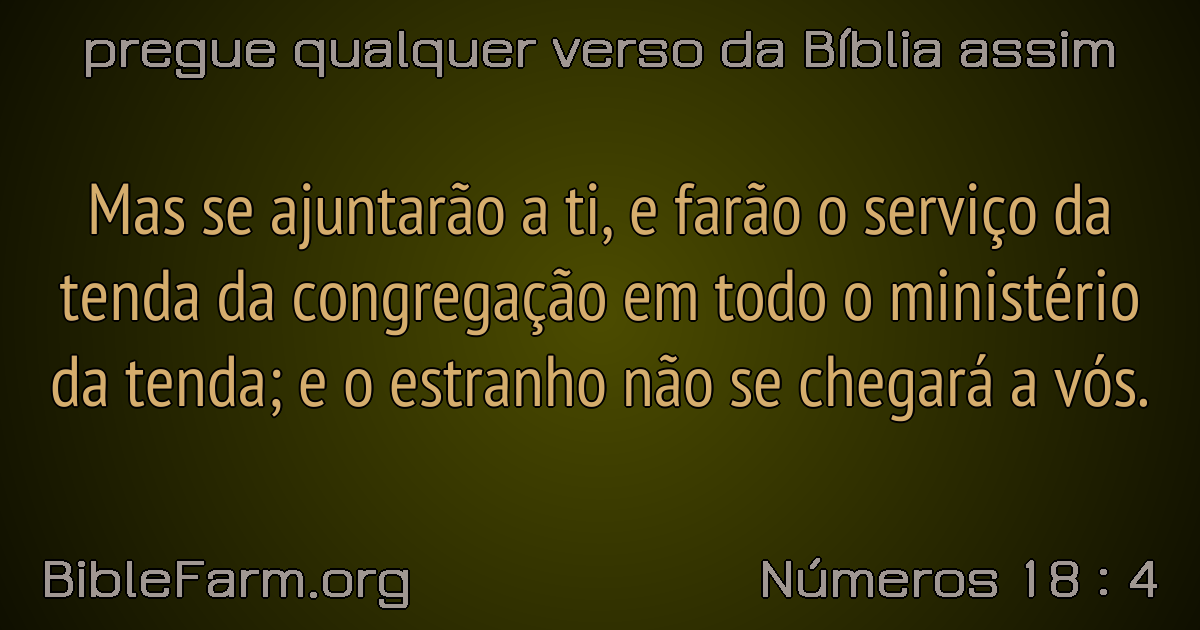 pregue qualquer verso da Bíblia assim
Mas se ajuntarão a ti, e farão o serviço da
tenda da congregação em todo o ministério
da tenda; e o estranho não se chegará a vós.
BibleFarm.org
Números 18 : 4